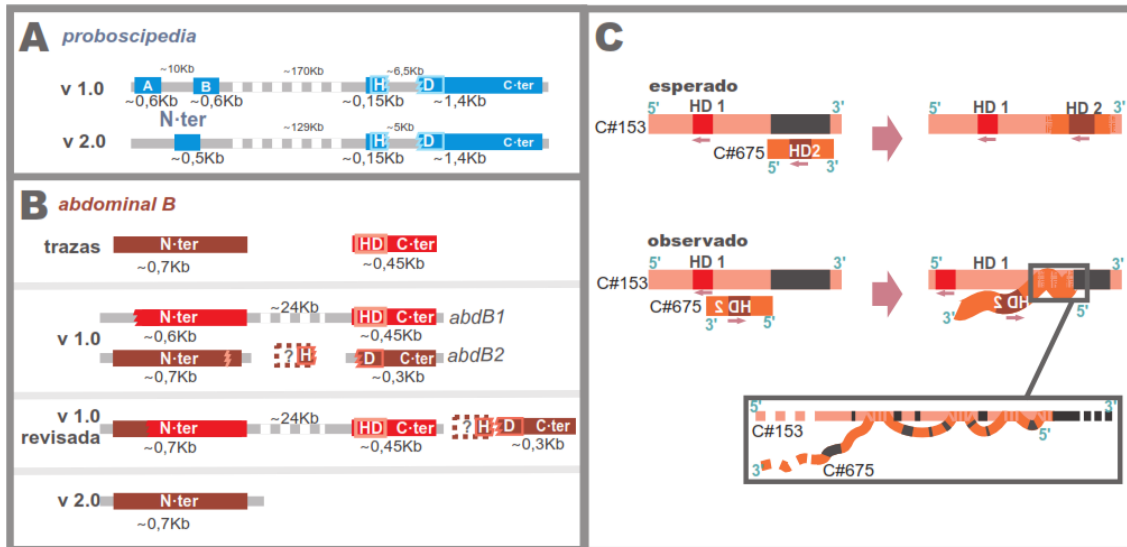 A proboscipedia
~10Kb ~170Kb ~6,5Kb
v 1.0 A B H D C·ter
~0,6Kb ~0,6Kb ~0,15Kb ~1,4Kb
N·ter
~129Kb ~5Kb
v 2.0 H D C·ter
~0,5Kb ~0,15Kb ~1,4Kb
B abdominal B
trazas N·ter HD C·ter
~0,7Kb ~0,45Kb
~24Kb
N·ter HD C·ter abdB1
v 1.0 ~0,6Kb ~0,45Kb
N·ter ? H D C·ter abdB2
~0,7Kb ~0,3Kb
v 1.0 revisada
~24Kb
N·ter HD C·ter ? H D C·ter
~0,7Kb ~0,45Kb ~0,3Kb
v 2.0 N·ter
~0,7Kb
C
esperado
5' HD 1 3' 5' HD 1 HD 2 3'
C#153
C#675 HD2
5' 3'
observado
5' HD 1 3' 5' HD 1 3'
C#153
C#675 HD 2 HD 2
3' 5' 3' 5'
5' 3'
C#153
5'
C#675
3'